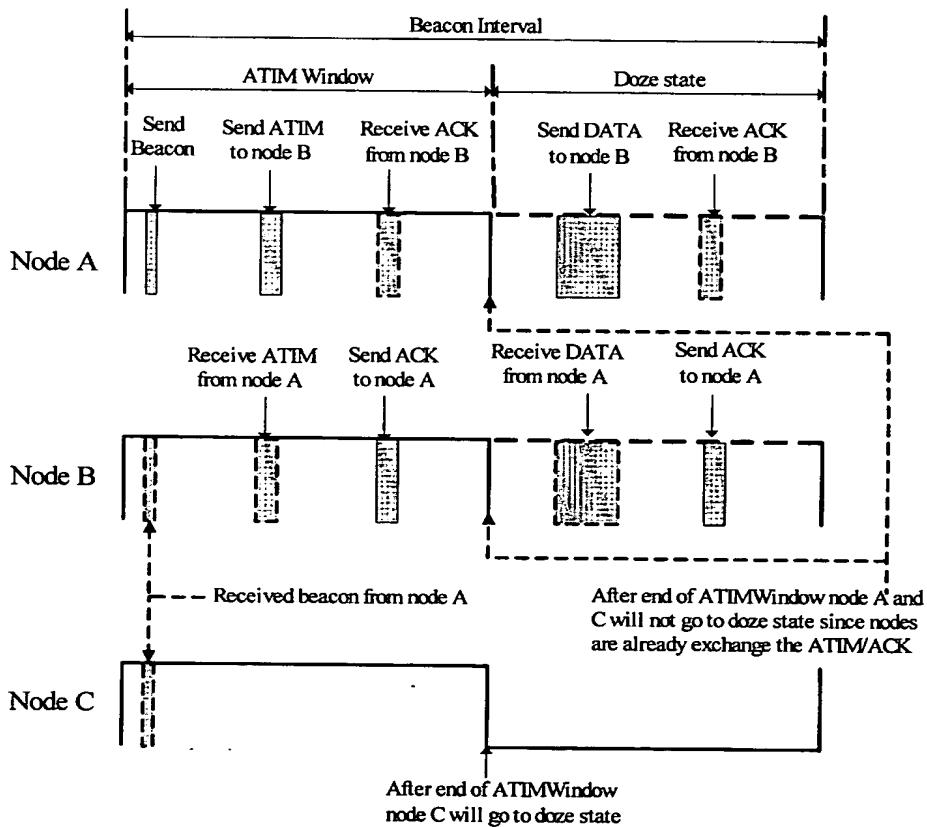 Beacon Interval
ATIM Window
Doze state
Send
Beacon
Send ATIM
to node B
Receive ACK
from node B
Send DATA
to node B
Receive ACK
from node B
Node A
Receive ATIM
from node A
Send ACK
to node A
Receive DATA
from node A
Send ACK
to node A
Node B
Received beacon from node A
After end of ATIMWindow node A and
C will not go to doze state since nodes
are already exchange the ATIM/ACK
Node C
After end of ATIMWindow
node C will go to doze state